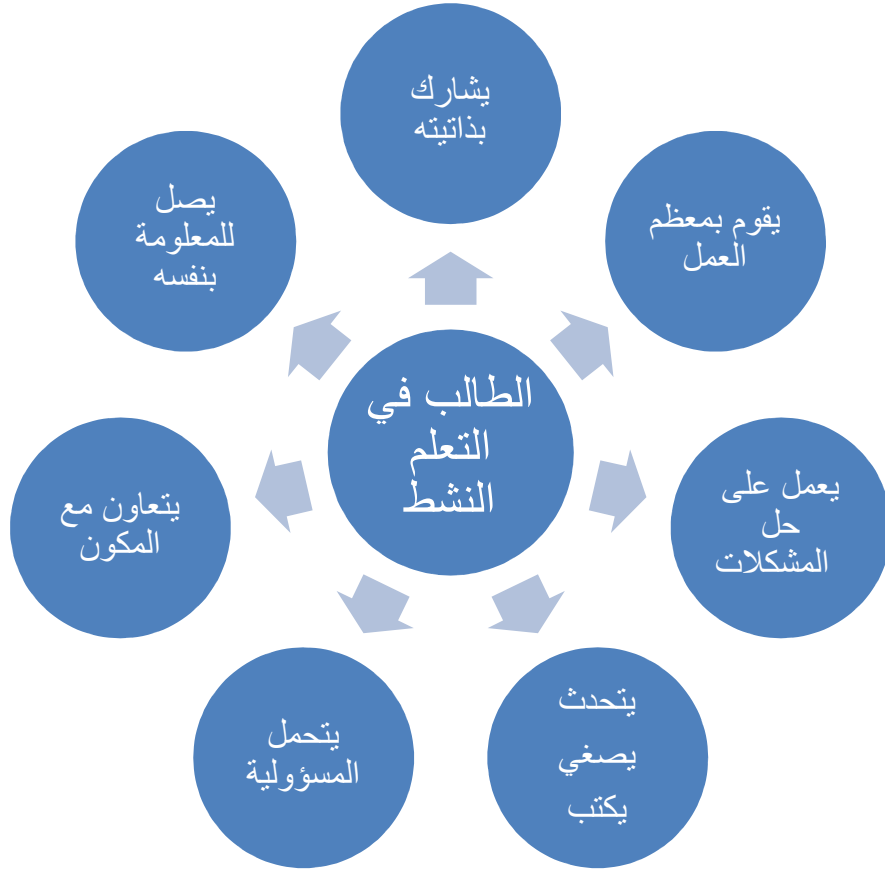 يشارك
بذاتيته
يقوم بمعظم
العمل
يعمل على
حل
المشكلات
يتحدث
يصغي
يكتب
يتحمل
المسؤولية
يتعاون مع
المكون
يصل
للمعلومة
بنفسه
الطالب في
التعلم
النشط